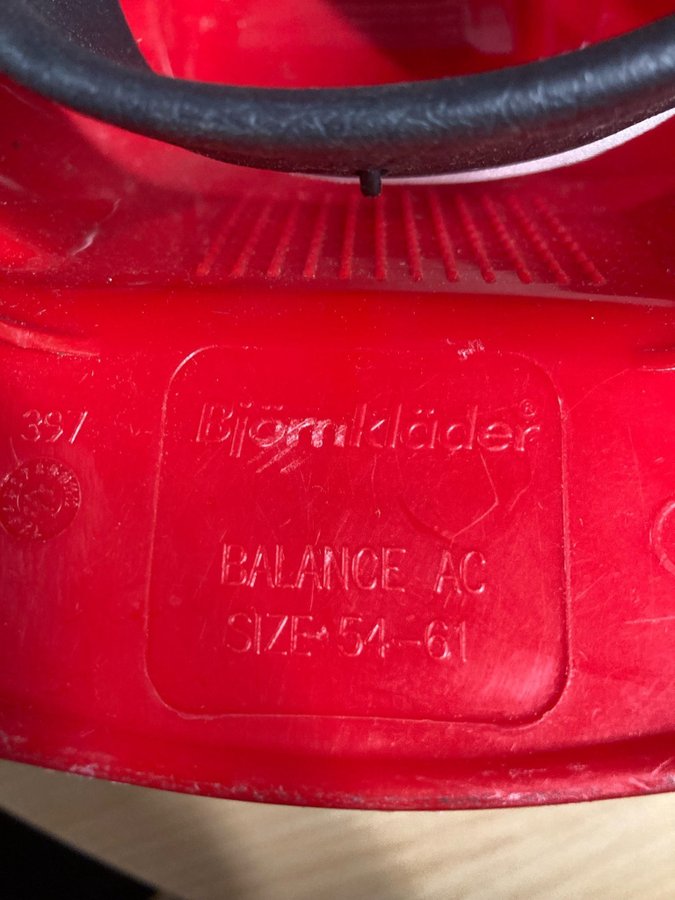 Björnkläder®
397
BALANCE AC
SIZE 54-61